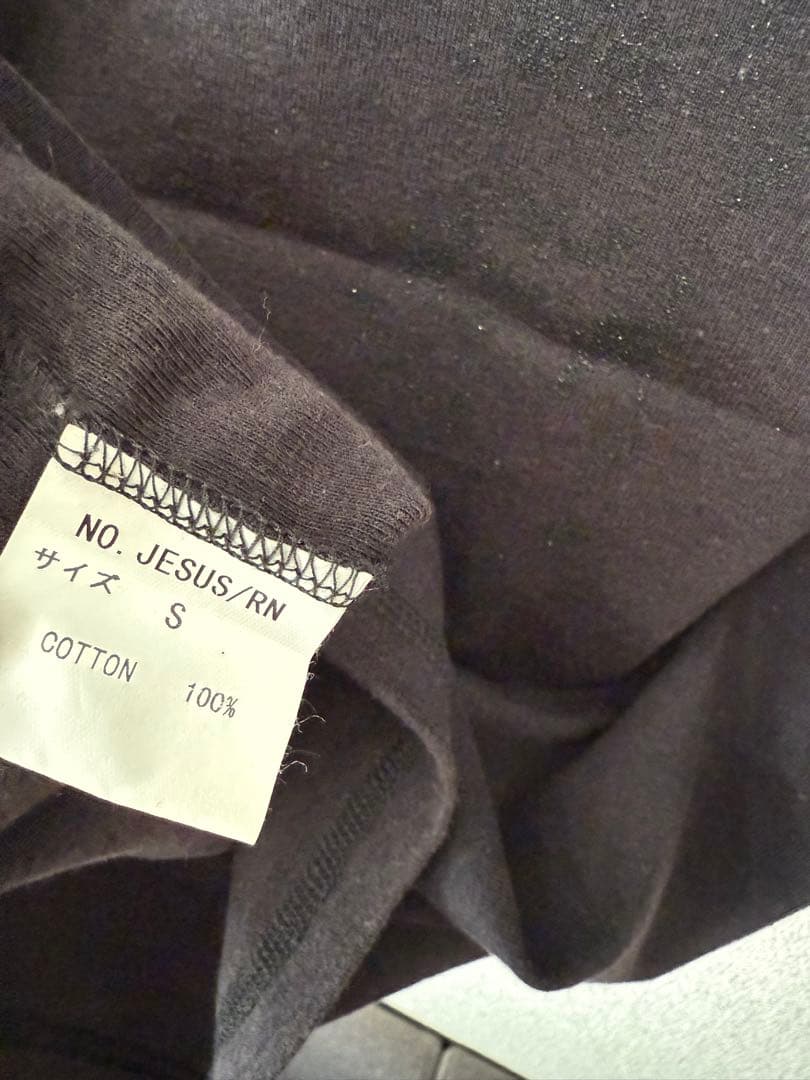 NO. JESUS/RN
サイズ S
COTTON 100%